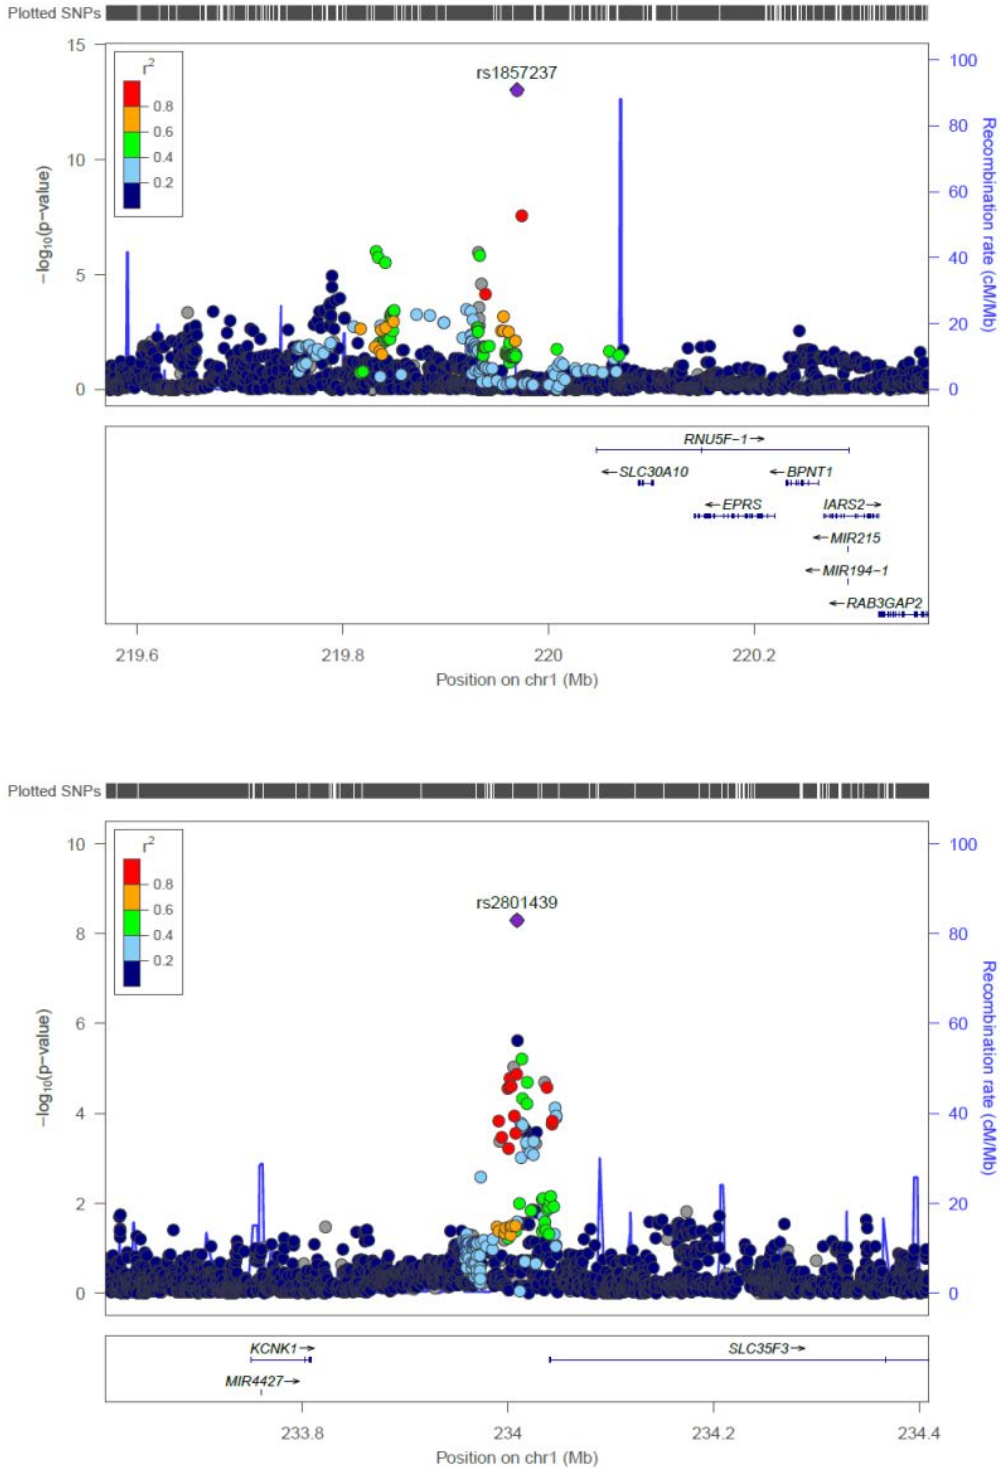 Plotted SNPs
15
10
5
0
−log10(p−value)
r2
0.8
0.6
0.4
0.2
rs1857237
100
80
60
40
20
0
Recombination rate (cM/Mb)
RNU5F−1→
←SLC30A10
←BPNT1
←EPRS
IARS2→
←MIR215
←MIR194−1
←RAB3GAP2
219.6
219.8
220
220.2
Position on chr1 (Mb)
Plotted SNPs
10
8
6
4
2
0
−log10(p−value)
r2
0.8
0.6
0.4
0.2
rs2801439
100
80
60
40
20
0
Recombination rate (cM/Mb)
KCNK1→
SLC35F3→
MIR4427→
233.8
234
234.2
234.4
Position on chr1 (Mb)